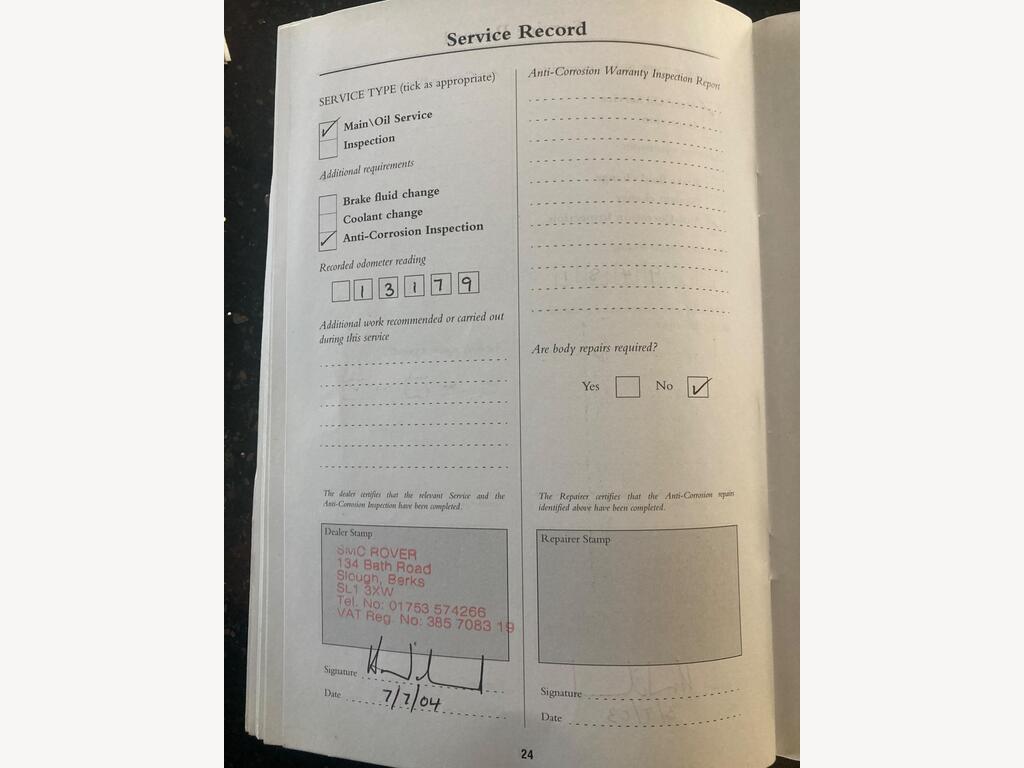 Service Record
SERVICE TYPE (tick as appropriate)
Main\Oil Service
Inspection
Additional requirements
Brake fluid change
Coolant change
Anti-Corrosion Inspection
Recorded odometer reading
1 3 1 7 9
Additional work recommended or carried out
during this service
The dealer certifies that the relevant Service and the
Anti-Corrosion Inspection have been completed.
Dealer Stamp
SMC ROVER
134 Bath Road
Slough, Berks
SL1 3XW
Tel. No: 01753 574266
VAT Reg. No: 385 7083 19
Signature
Date 7/7/04
Anti-Corrosion Warranty Inspection Report
Are body repairs required?
Yes No
The Repairer certifies that the Anti-Corrosion repairs
identified above have been completed.
Repairer Stamp
Signature
Date
24